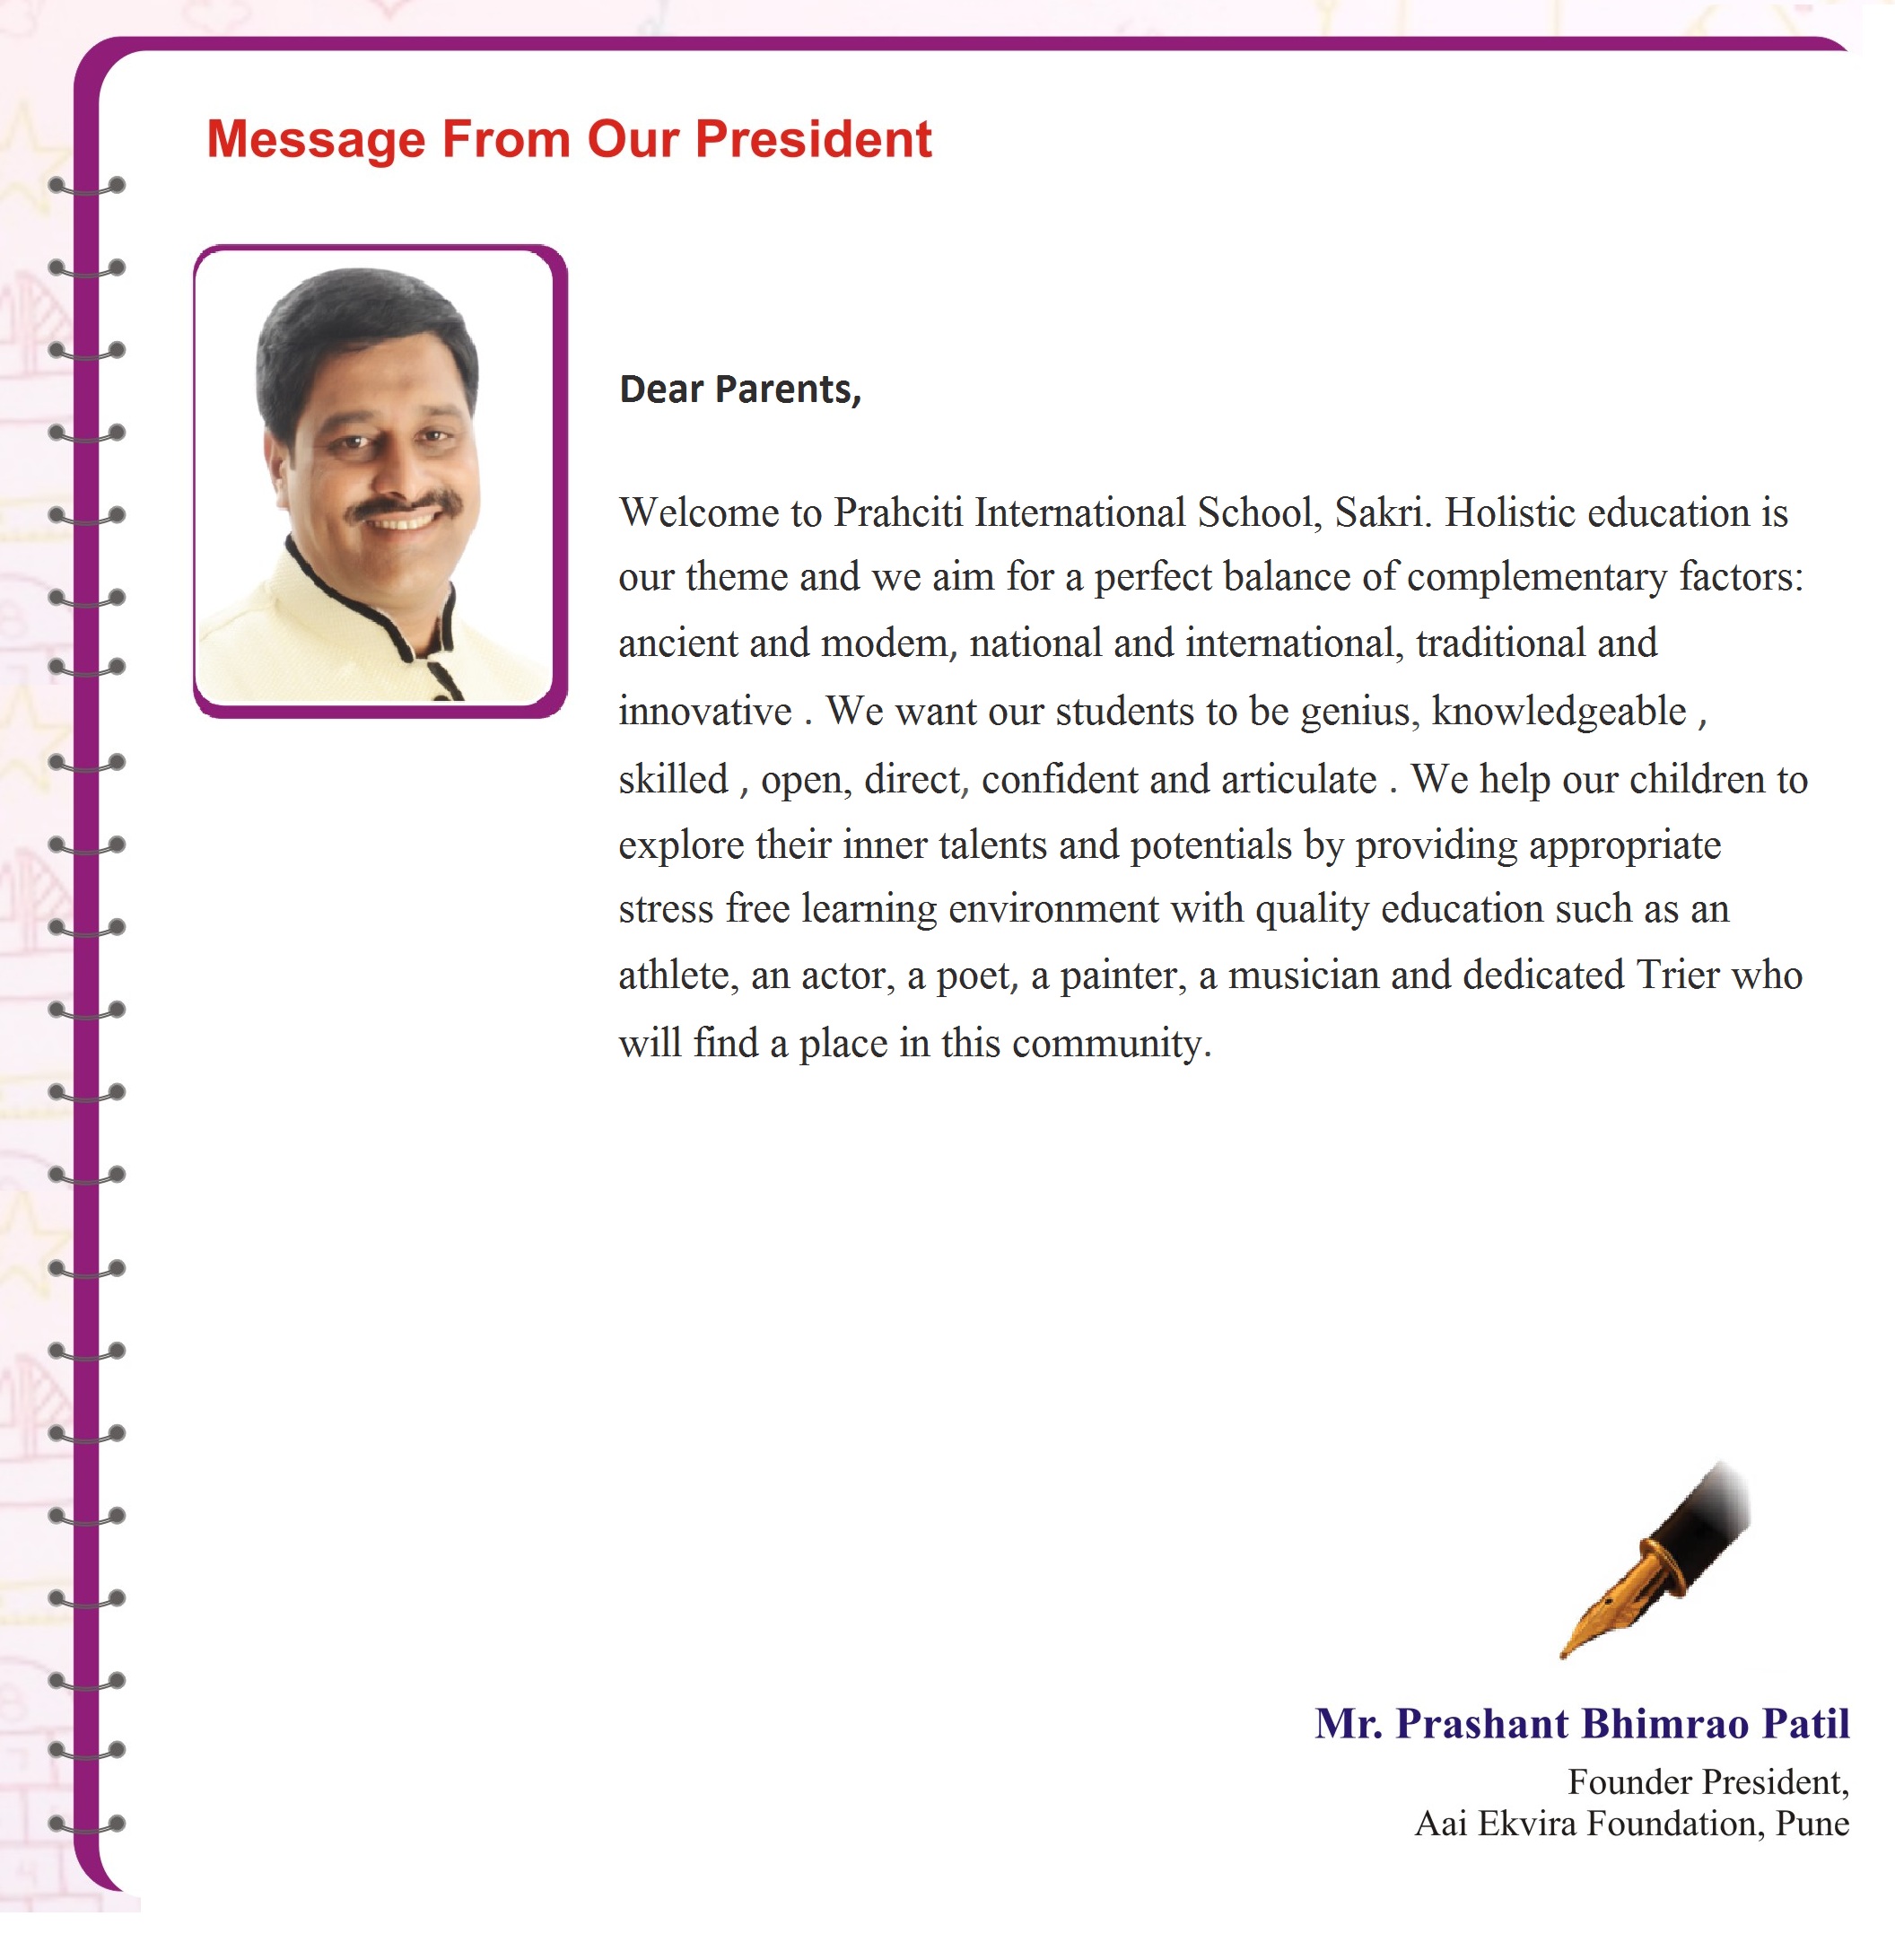 Message From Our President
Dear Parents,
Welcome to Prahciti International School, Sakri. Holistic education is
our theme and we aim for a perfect balance of complementary factors:
ancient and modem, national and international, traditional and
innovative . We want our students to be genius, knowledgeable ,
skilled , open, direct, confident and articulate . We help our children to
explore their inner talents and potentials by providing appropriate
stress free learning environment with quality education such as an
athlete, an actor, a poet, a painter, a musician and dedicated Trier who
will find a place in this community.
Mr. Prashant Bhimrao Patil
Founder President,
Aai Ekvira Foundation, Pune